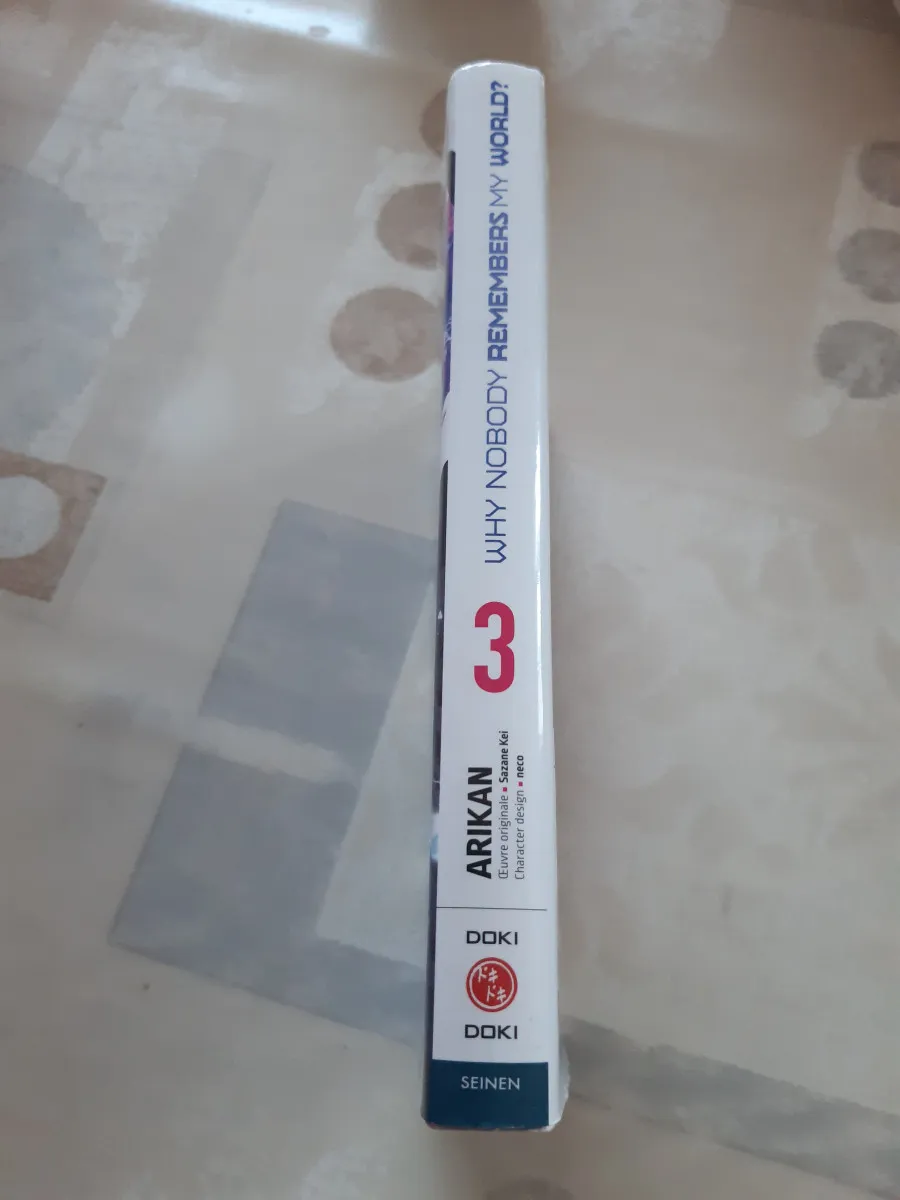 WHY NOBODY REMEMBERS MY WORLD?
3
ARIKAN
Œuvre originale ▪ Sazane Kei
Character design ▪ neco
DOKI
ドキ
ドキ
DOKI
SEINEN